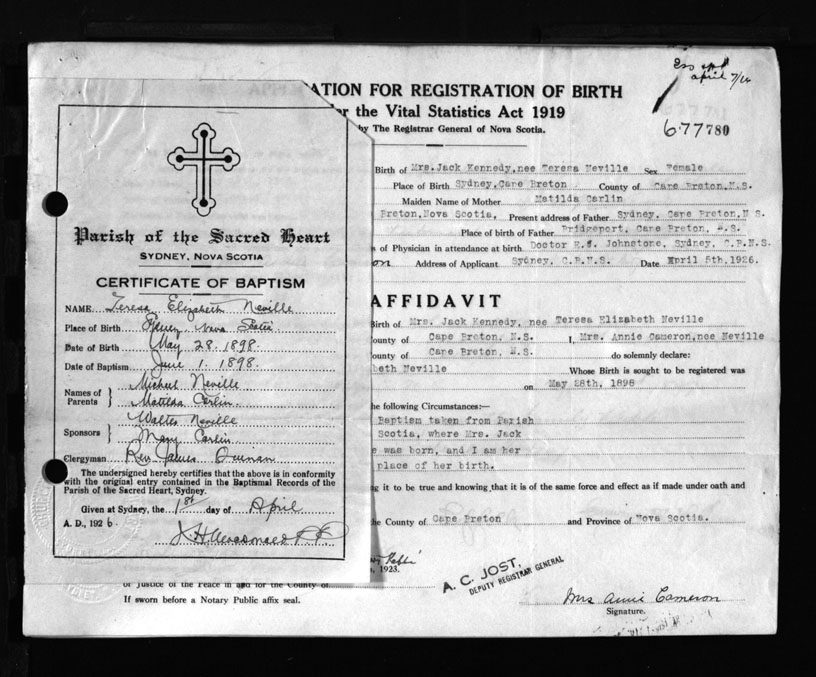 Parish of the Sacred Heart
SYDNEY, NOVA SCOTIA
CERTIFICATE OF BAPTISM
NAME Teresa Elizabeth Neville
Place of Birth Sydney Nova Scotia
Date of Birth May 28. 1898.
Date of Baptism June 1. 1898.
Names of Parents } Michael Neville
Matilda Carlin
Sponsors } Walter Neville
Mary Carlin
Clergyman Rev James
The undersigned hereby certifies that the above is in conformity
with the original entry contained in the Baptismal Records of the
Parish of the Sacred Heart, Sydney.
Given at Sydney, the 1st day of April
A. D., 1926.
April 7/26
677780
ATION FOR REGISTRATION OF BIRTH
r the Vital Statistics Act 1919
by The Registrar General of Nova Scotia.
Birth of Mrs. Jack Kennedy, nee Teresa Neville Sex Female
Place of Birth Sydney, Cape Breton County of Cape Breton, N.S.
Maiden Name of Mother Matilda Carlin
Breton, Nova Scotia, Present address of Father Sydney, Cape Breton, N S.
Place of birth of Father Bridgeport, Cape Breton, N.S.
of Physician in attendance at birth Doctor Johnstone, Sydney, C.B.N.S.
on Address of Applicant Sydney, C.B.N.S. Date April 5th, 1926.
AFFIDAVIT
Birth of Mrs. Jack Kennedy, nee Teresa Elizabeth Neville
ounty of Cape Breton, N.S. I, Mrs. Annie Cameron, nee Neville
ounty of Cape Breton, N.S. do solemnly declare:
beth Neville Whose Birth is sought to be registered was
on May 28th, 1898
he following Circumstances:—
Baptism taken from Parish
Scotia, where Mrs. Jack
e was born, and I am her
place of her birth.
g it to be true and knowing that it is of the same force and effect as if made under oath and
the County of Cape Breton and Province of Nova Scotia.
, 1923.
of Justice of the Peace in and for the County of
If sworn before a Notary Public affix seal.
A. C. JOST,
DEPUTY REGISTRAR GENERAL
Mrs Annie Cameron
Signature.